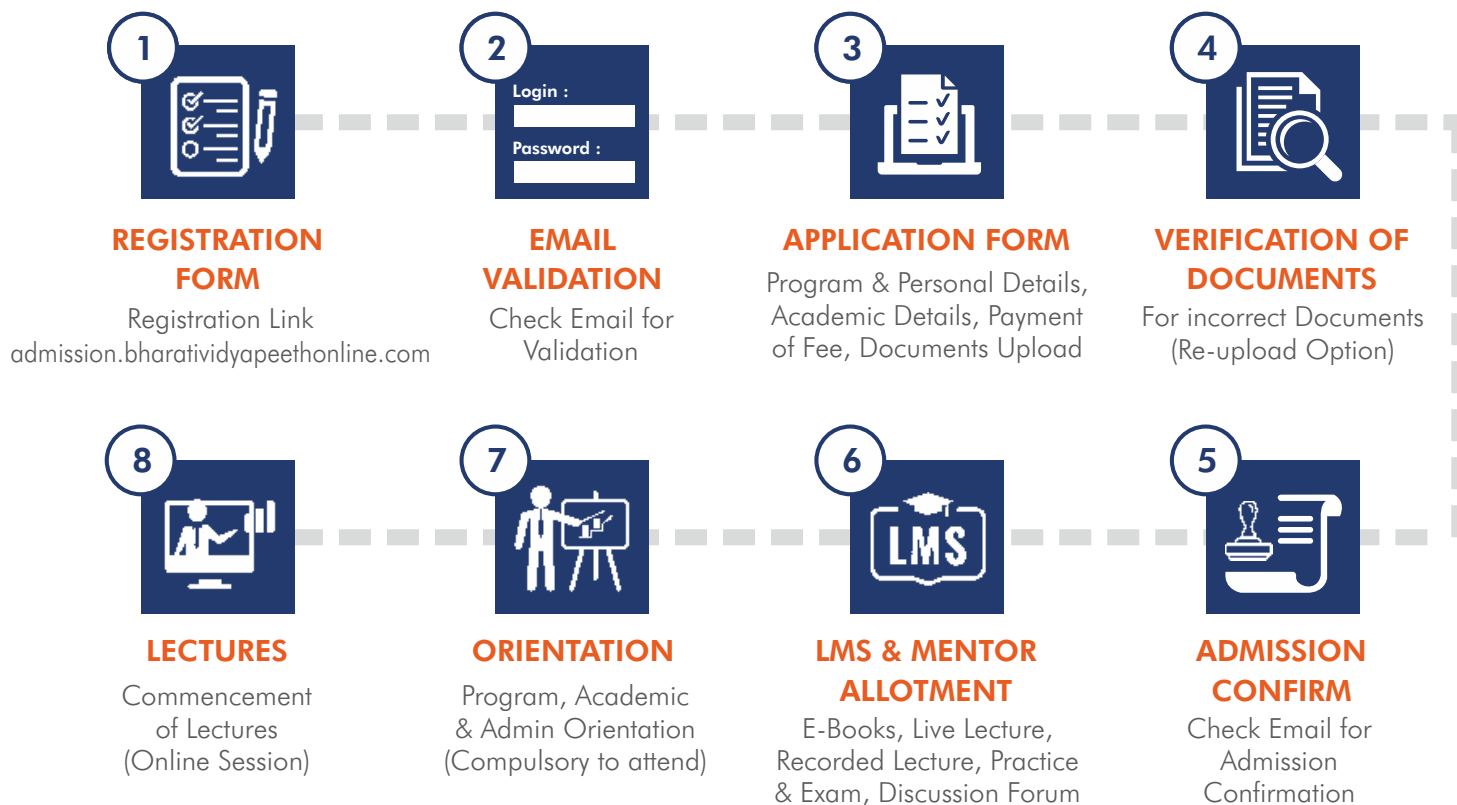 1
REGISTRATION
FORM
Registration Link
admission.bharatividyapeethonline.com
2
Login :
Password :
EMAIL
VALIDATION
Check Email for
Validation
3
APPLICATION FORM
Program & Personal Details,
Academic Details, Payment
of Fee, Documents Upload
4
VERIFICATION OF
DOCUMENTS
For incorrect Documents
(Re-upload Option)
5
ADMISSION
CONFIRM
Check Email for
Admission
Confirmation
6
LMS
LMS & MENTOR
ALLOTMENT
E-Books, Live Lecture,
Recorded Lecture, Practice
& Exam, Discussion Forum
7
ORIENTATION
Program, Academic
& Admin Orientation
(Compulsory to attend)
8
LECTURES
Commencement
of Lectures
(Online Session)